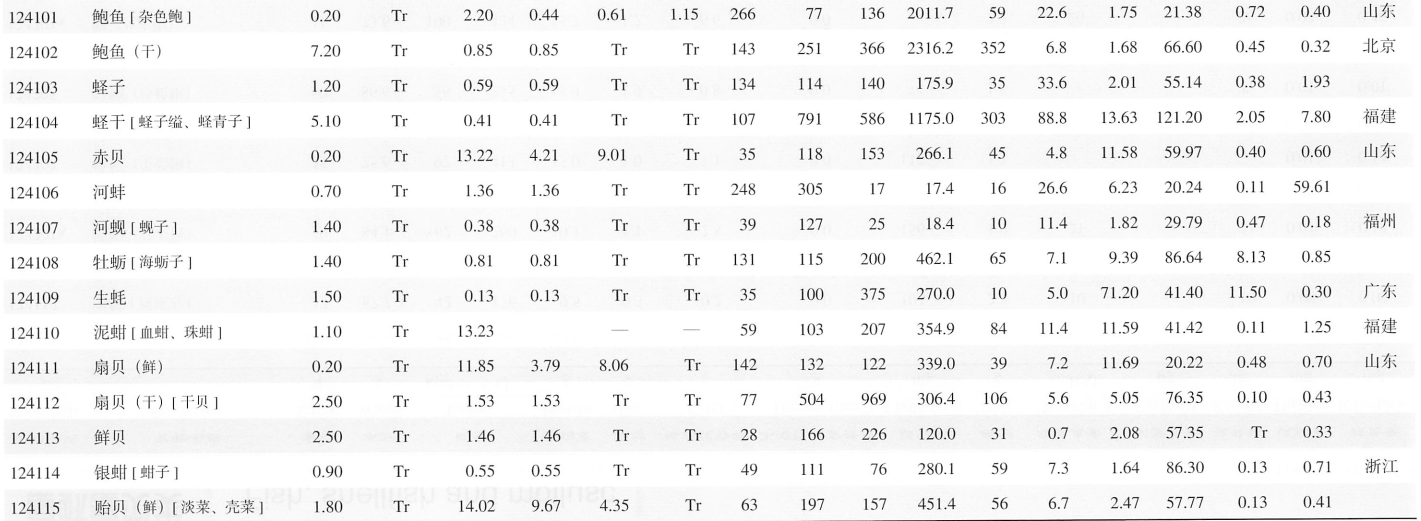 124101 鲍鱼[杂色鲍] 0.20 Tr 2.20 0.44 0.61 1.15 266 77 136 2011.7 59 22.6 1.75 21.38 0.72 0.40 山东
124102 鲍鱼（干） 7.20 Tr 0.85 0.85 Tr Tr 143 251 366 2316.2 352 6.8 1.68 66.60 0.45 0.32 北京
124103 蛏子 1.20 Tr 0.59 0.59 Tr Tr 134 114 140 175.9 35 33.6 2.01 55.14 0.38 1.93
124104 蛏干[蛏子缢、蛏青子] 5.10 Tr 0.41 0.41 Tr Tr 107 791 586 1175.0 303 88.8 13.63 121.20 2.05 7.80 福建
124105 赤贝 0.20 Tr 13.22 4.21 9.01 Tr 35 118 153 266.1 45 4.8 11.58 59.97 0.40 0.60 山东
124106 河蚌 0.70 Tr 1.36 1.36 Tr Tr 248 305 17 17.4 16 26.6 6.23 20.24 0.11 59.61
124107 河蚬[蚬子] 1.40 Tr 0.38 0.38 Tr Tr 39 127 25 18.4 10 11.4 1.82 29.79 0.47 0.18 福州
124108 牡蛎[海蛎子] 1.40 Tr 0.81 0.81 Tr Tr 131 115 200 462.1 65 7.1 9.39 86.64 8.13 0.85
124109 生蚝 1.50 Tr 0.13 0.13 Tr Tr 35 100 375 270.0 10 5.0 71.20 41.40 11.50 0.30 广东
124110 泥蚶[血蚶、珠蚶] 1.10 Tr 13.23 — — 59 103 207 354.9 84 11.4 11.59 41.42 0.11 1.25 福建
124111 扇贝（鲜） 0.20 Tr 11.85 3.79 8.06 Tr 142 132 122 339.0 39 7.2 11.69 20.22 0.48 0.70 山东
124112 扇贝（干）[干贝] 2.50 Tr 1.53 1.53 Tr Tr 77 504 969 306.4 106 5.6 5.05 76.35 0.10 0.43
124113 鲜贝 2.50 Tr 1.46 1.46 Tr Tr 28 166 226 120.0 31 0.7 2.08 57.35 Tr 0.33
124114 银蚶[蚶子] 0.90 Tr 0.55 0.55 Tr Tr 49 111 76 280.1 59 7.3 1.64 86.30 0.13 0.71 浙江
124115 贻贝（鲜）[淡菜、壳菜] 1.80 Tr 14.02 9.67 4.35 Tr 63 197 157 451.4 56 6.7 2.47 57.77 0.13 0.41